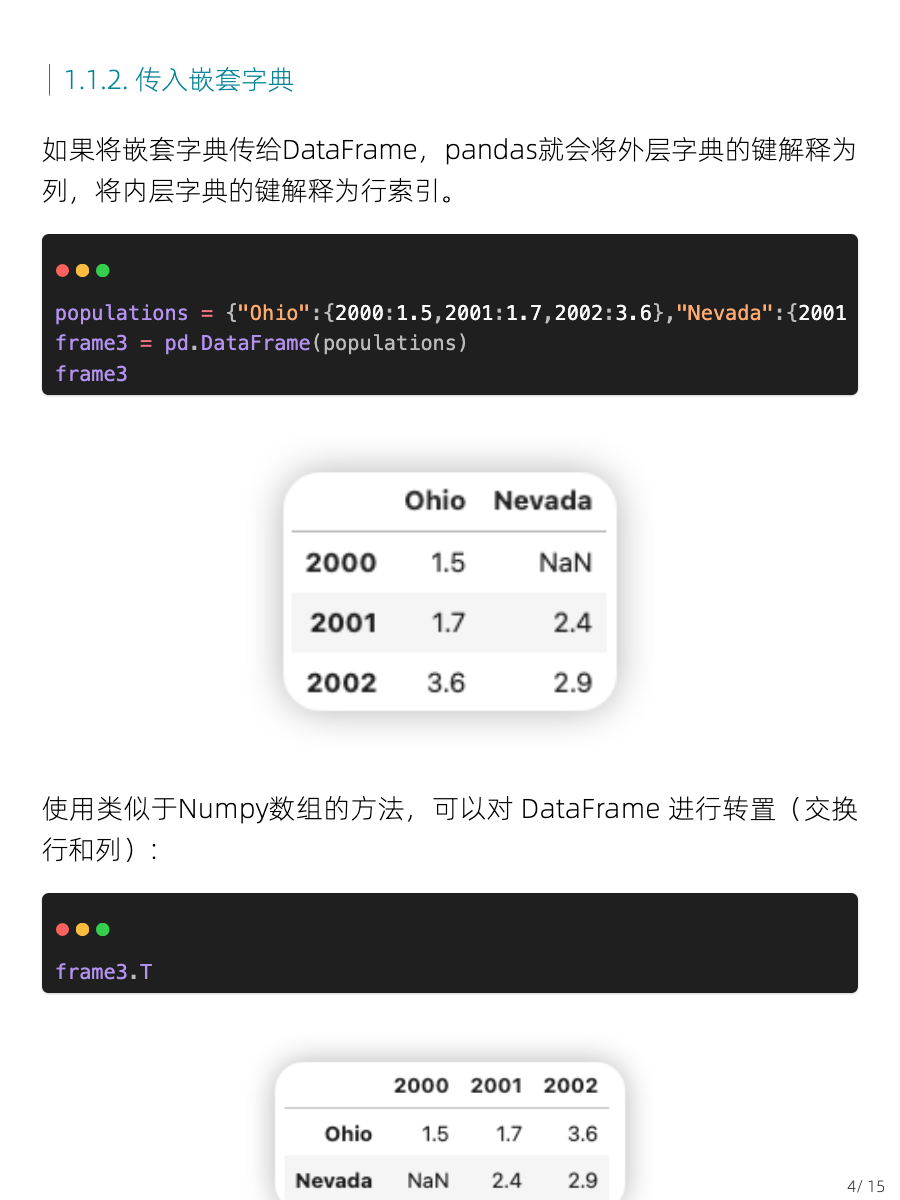 1.1.2. 传入嵌套字典
如果将嵌套字典传给DataFrame，pandas就会将外层字典的键解释为
列，将内层字典的键解释为行索引。
populations = {"Ohio":{2000:1.5,2001:1.7,2002:3.6},"Nevada":{2001
frame3 = pd.DataFrame(populations)
frame3
Ohio Nevada
2000 1.5 NaN
2001 1.7 2.4
2002 3.6 2.9
使用类似于Numpy数组的方法，可以对 DataFrame 进行转置（交换
行和列）：
frame3.T
2000 2001 2002
Ohio 1.5 1.7 3.6
Nevada NaN 2.4 2.9
4/ 15